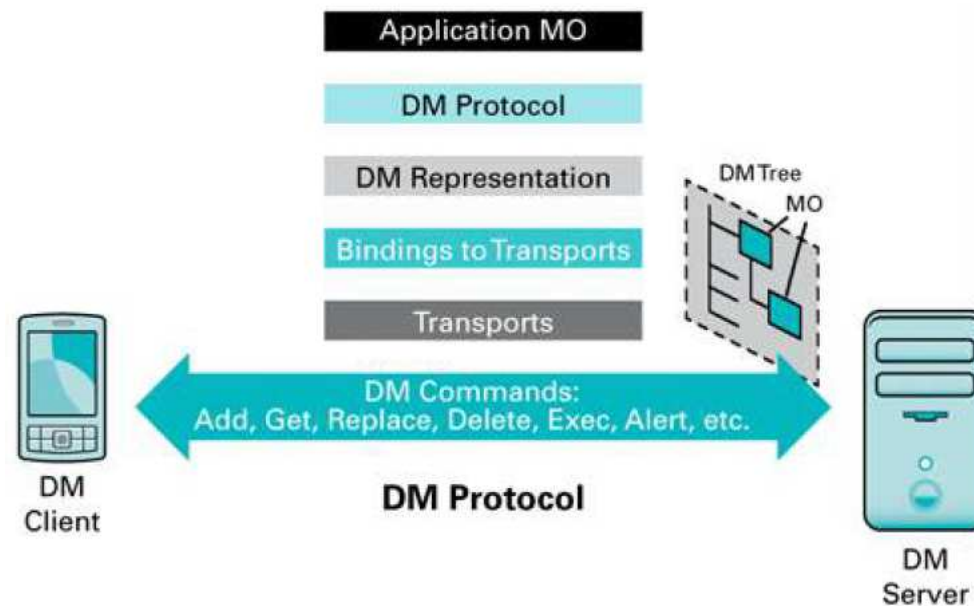 Application MO
DM Protocol
DM Representation
Bindings to Transports
Transports
DM Tree
MO
DM Commands:
Add, Get, Replace, Delete, Exec, Alert, etc.
DM Protocol
DM
Client
DM
Server